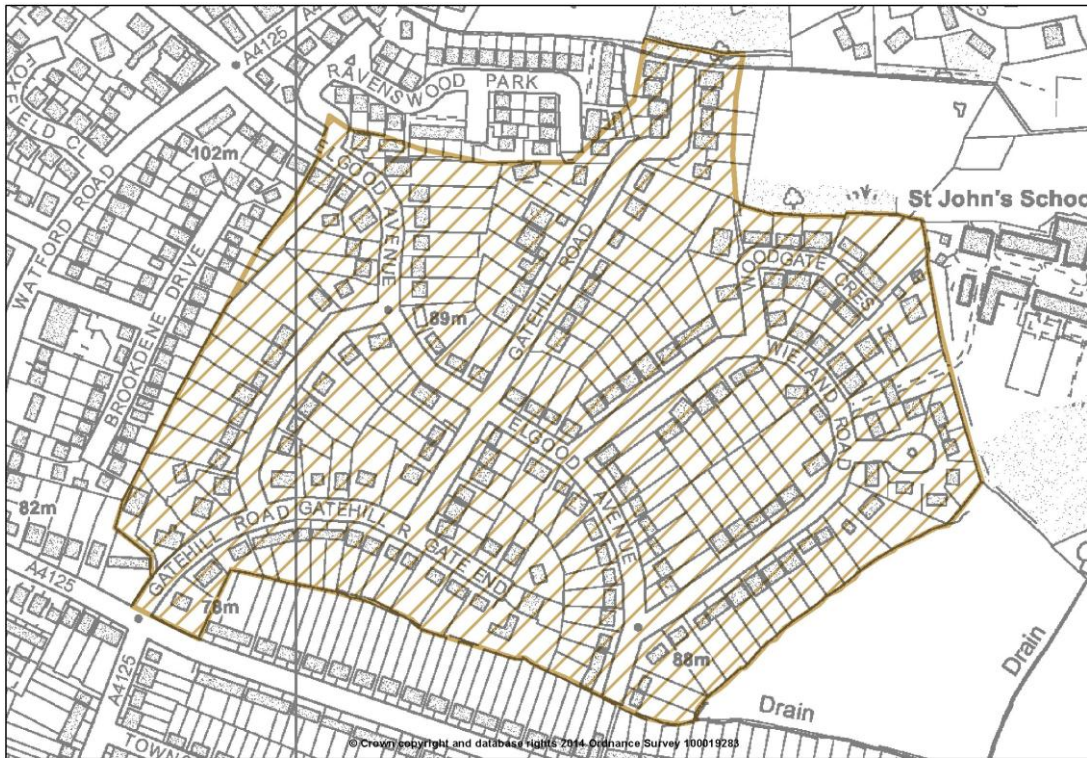 A4125
RAVENSWOOD PARK
WATFORD ROAD
102m
BROOKDENE DRIVE
ELGOOD AVENUE
GATEHILL ROAD
89m
WOODGATE CRES
St John's Schoo
WIELAND ROAD
ELGOOD AVENUE
82m
GATEHILL ROAD
GATEHILL R
GATE END
A4125
78m
88m
Drain
Drain
A4125
TOWNS
© Crown copyright and database rights 2014 Ordnance Survey 100019283